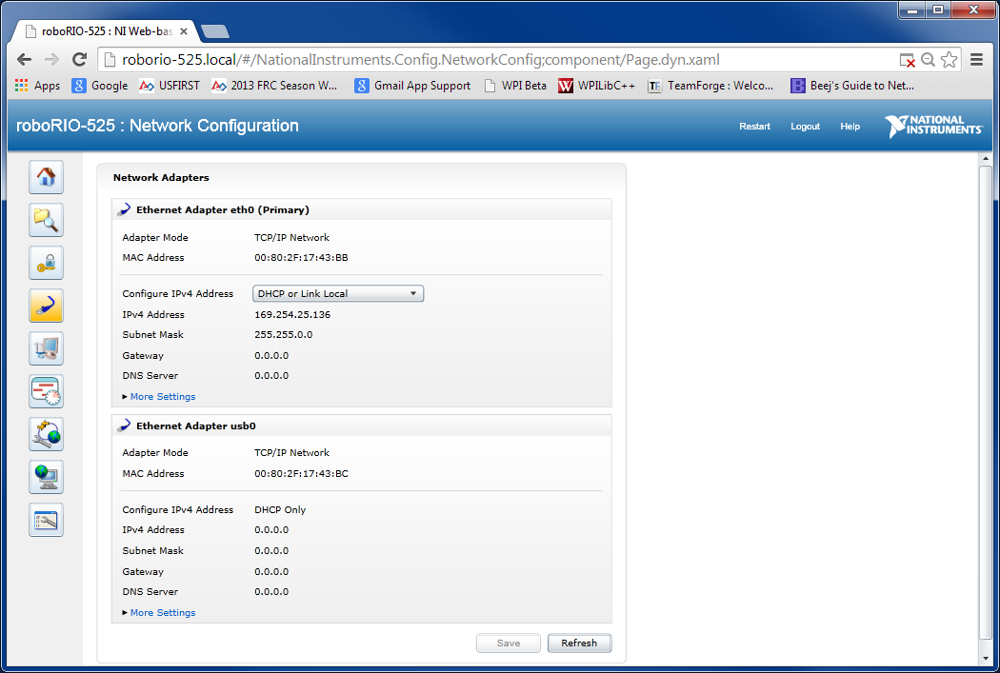 roboRIO-525 : NI Web-bas
roborio-525.local/#/NationalInstruments.Config.NetworkConfig;component/Page.dyn.xaml
Apps Google USFIRST 2013 FRC Season W... Gmail App Support WPI Beta WPILibC++ TeamForge : Welco... Beej's Guide to Net...
roboRIO-525 : Network Configuration Restart Logout Help NATIONAL INSTRUMENTS
Network Adapters
Ethernet Adapter eth0 (Primary)
Adapter Mode TCP/IP Network
MAC Address 00:80:2F:17:43:BB
Configure IPv4 Address DHCP or Link Local
IPv4 Address 169.254.25.136
Subnet Mask 255.255.0.0
Gateway 0.0.0.0
DNS Server 0.0.0.0
More Settings
Ethernet Adapter usb0
Adapter Mode TCP/IP Network
MAC Address 00:80:2F:17:43:BC
Configure IPv4 Address DHCP Only
IPv4 Address 0.0.0.0
Subnet Mask 0.0.0.0
Gateway 0.0.0.0
DNS Server 0.0.0.0
More Settings
Save Refresh